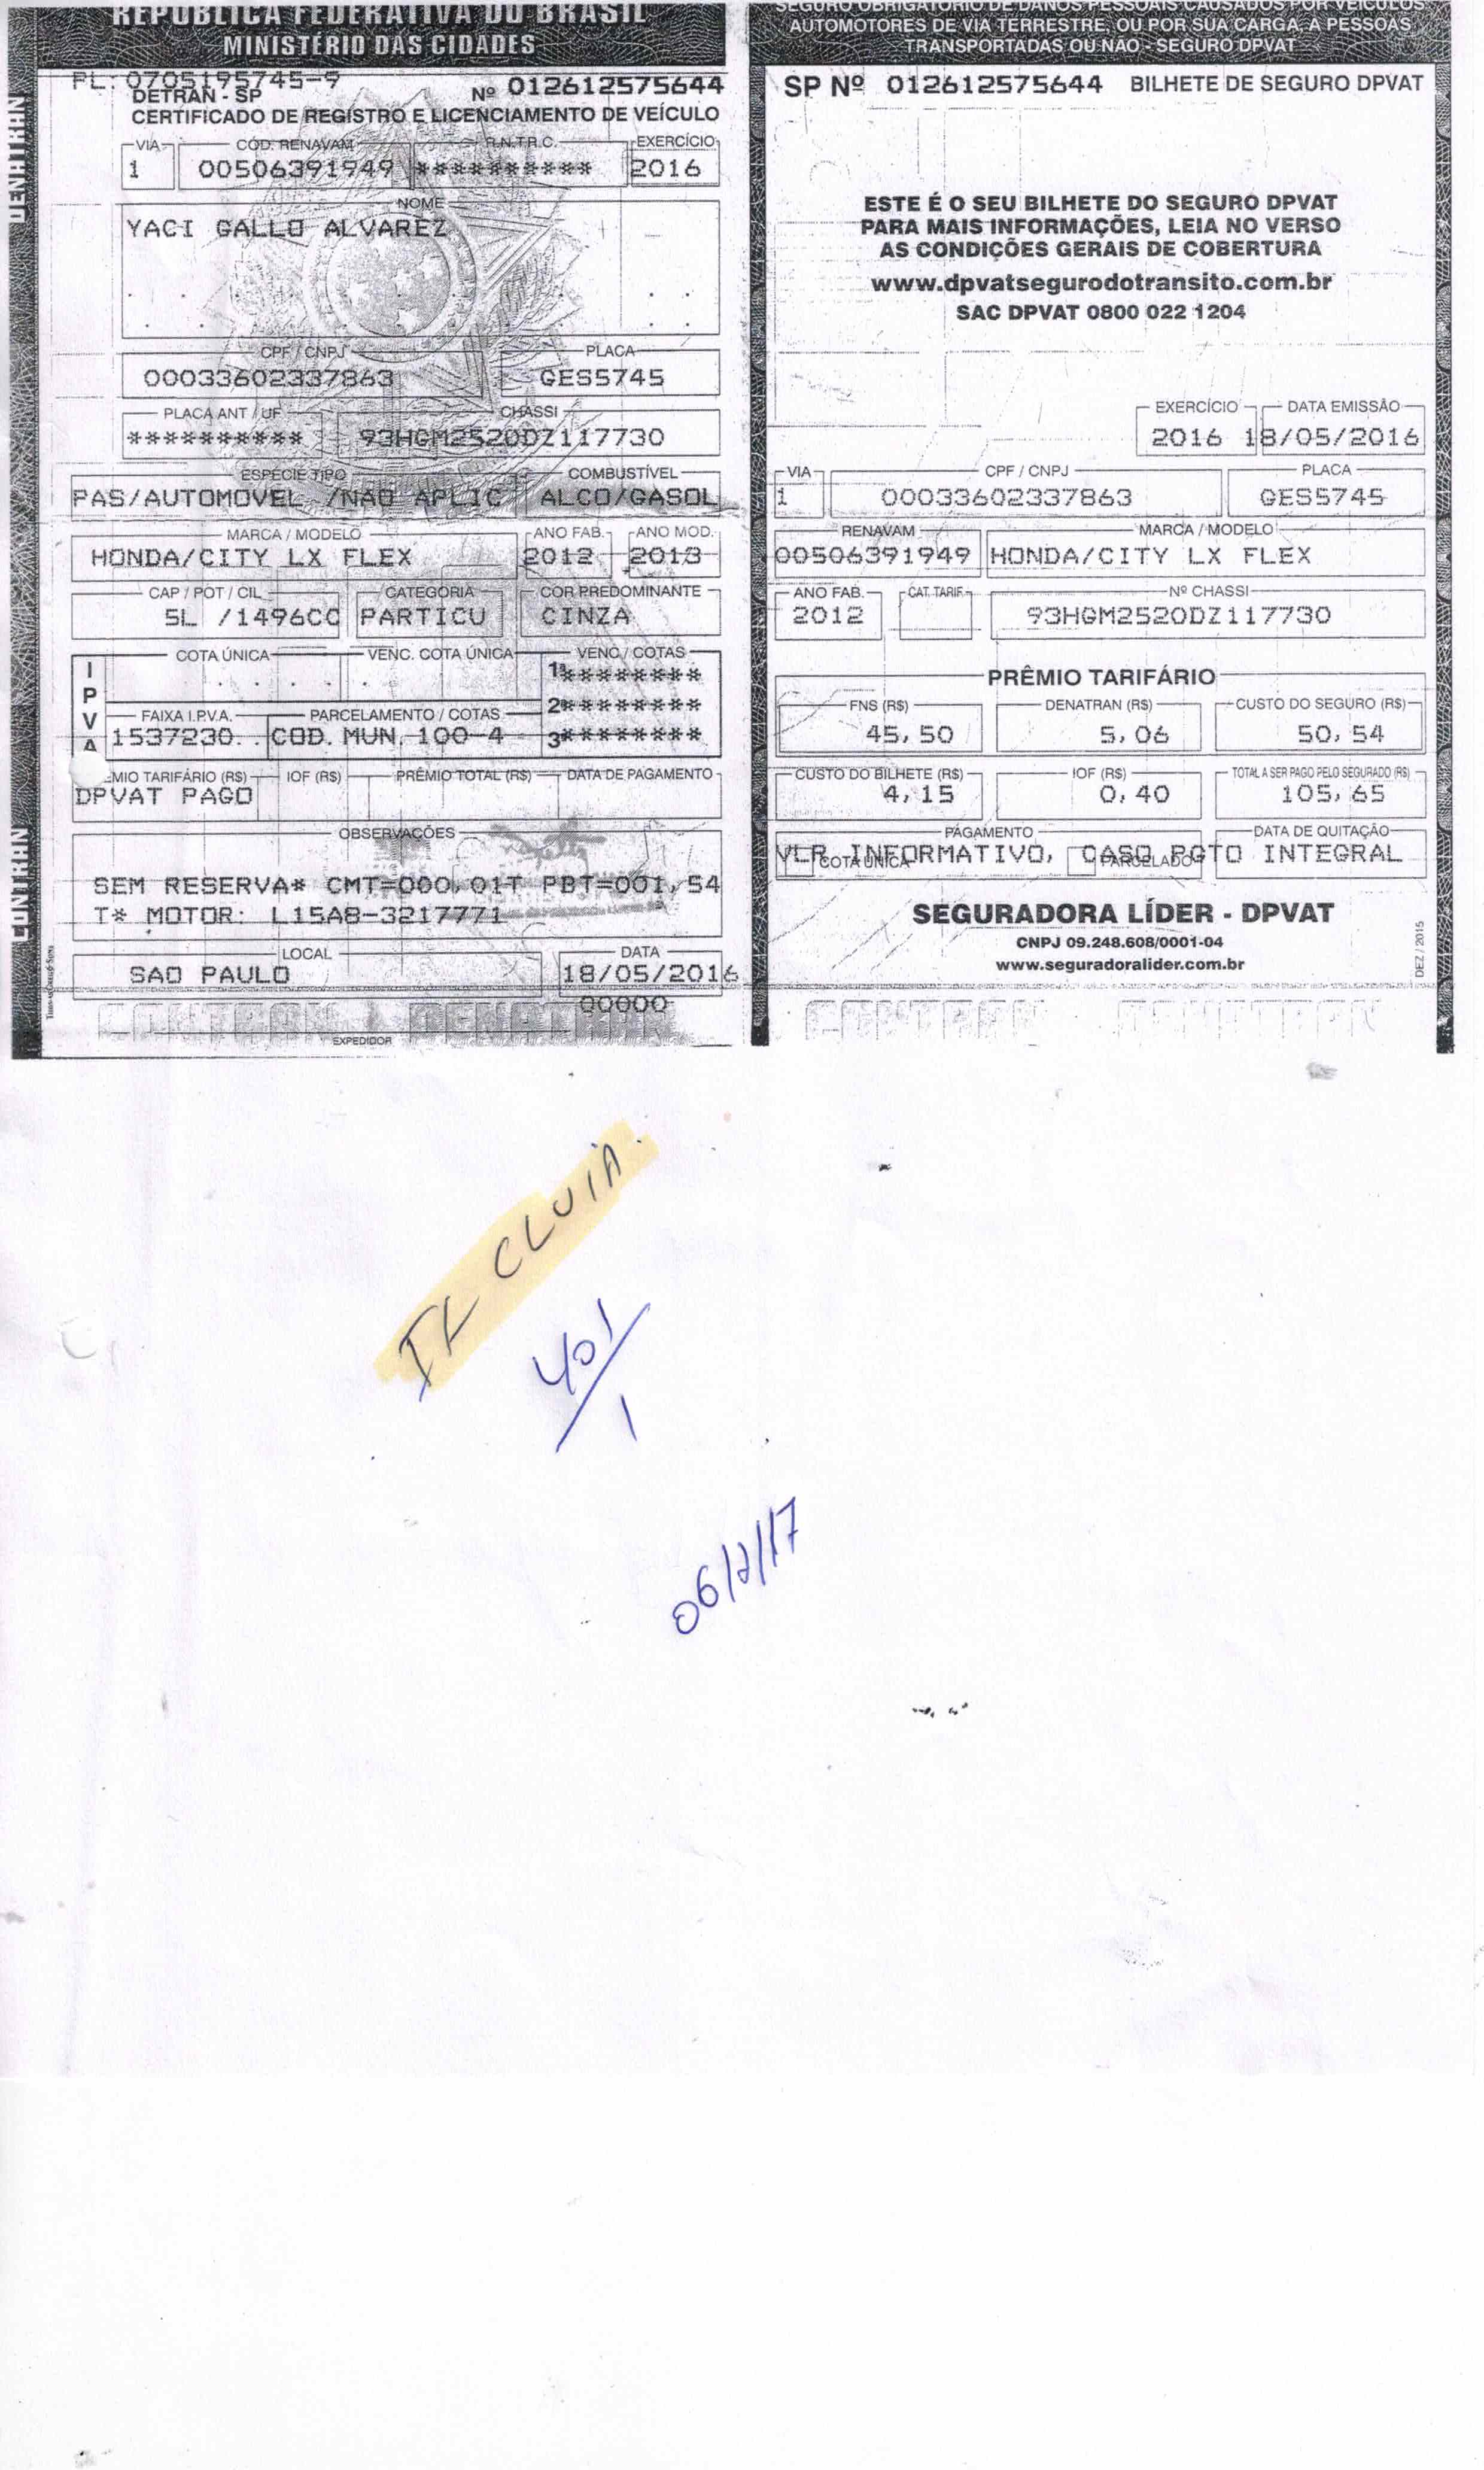 REPÚBLICA FEDERATIVA DO BRASIL
MINISTÉRIO DAS CIDADES
PL: 0705195745-9
DETRAN - SP
Nº 012612575644
CERTIFICADO DE REGISTRO E LICENCIAMENTO DE VEÍCULO
VIA CÓD. RENAVAM R.N.T.R.C. EXERCÍCIO
1 00506391949 ********** 2016
NOME
YACI GALLO ALVAREZ
CPF / CNPJ PLACA
00033602337863 GES5745
PLACA ANT / UF CHASSI
********** 93HGM2520DZ117730
ESPÉCIE TIPO COMBUSTÍVEL
PAS/AUTOMOVEL /NAO APLIC ALCO/GASOL
MARCA / MODELO ANO FAB. ANO MOD.
HONDA/CITY LX FLEX 2012 2013
CAP / POT / CIL CATEGORIA COR PREDOMINANTE
5L /1496CC PARTICU CINZA
IPVA
COTA ÚNICA VENC. COTA ÚNICA VENC / COTAS
1ª ********
2ª ********
FAIXA I.P.V.A. PARCELAMENTO / COTAS
1537230. . COD. MUN. 100-4 3ª ********
MIO TARIFÁRIO (R$) IOF (R$) PRÊMIO TOTAL (R$) DATA DE PAGAMENTO
DPVAT PAGO
OBSERVAÇÕES
SEM RESERVA* CMT=000,01T PBT=001,54
T* MOTOR: L15A8-3217771
LOCAL DATA
SAO PAULO 18/05/2016
00000
CONTRAN DENATRAN
EXPEDIDOR
DENATRAN
CONTRAN
SEGURO OBRIGATÓRIO DE DANOS PESSOAIS CAUSADOS POR VEÍCULOS
AUTOMOTORES DE VIA TERRESTRE, OU POR SUA CARGA, A PESSOAS
TRANSPORTADAS OU NÃO - SEGURO DPVAT
SP Nº 012612575644 BILHETE DE SEGURO DPVAT
ESTE É O SEU BILHETE DO SEGURO DPVAT
PARA MAIS INFORMAÇÕES, LEIA NO VERSO
AS CONDIÇÕES GERAIS DE COBERTURA
www.dpvatsegurodotransito.com.br
SAC DPVAT 0800 022 1204
EXERCÍCIO DATA EMISSÃO
2016 18/05/2016
VIA CPF / CNPJ PLACA
1 00033602337863 GES5745
RENAVAM MARCA / MODELO
00506391949 HONDA/CITY LX FLEX
ANO FAB. CAT. TARIF. Nº CHASSI
2012 93HGM2520DZ117730
PRÊMIO TARIFÁRIO
FNS (R$) DENATRAN (R$) CUSTO DO SEGURO (R$)
45,50 5,06 50,54
CUSTO DO BILHETE (R$) IOF (R$) TOTAL A SER PAGO PELO SEGURADO (R$)
4,15 0,40 105,65
PAGAMENTO DATA DE QUITAÇÃO
VLR INFORMATIVO, CASO PGTO INTEGRAL
COTA ÚNICA PARCELADO
SEGURADORA LÍDER - DPVAT
CNPJ 09.248.608/0001-04
www.seguradoralider.com.br
DEZ / 2015
CONTRAN DENATRAN
CLUIA.
401/1
06/2/17